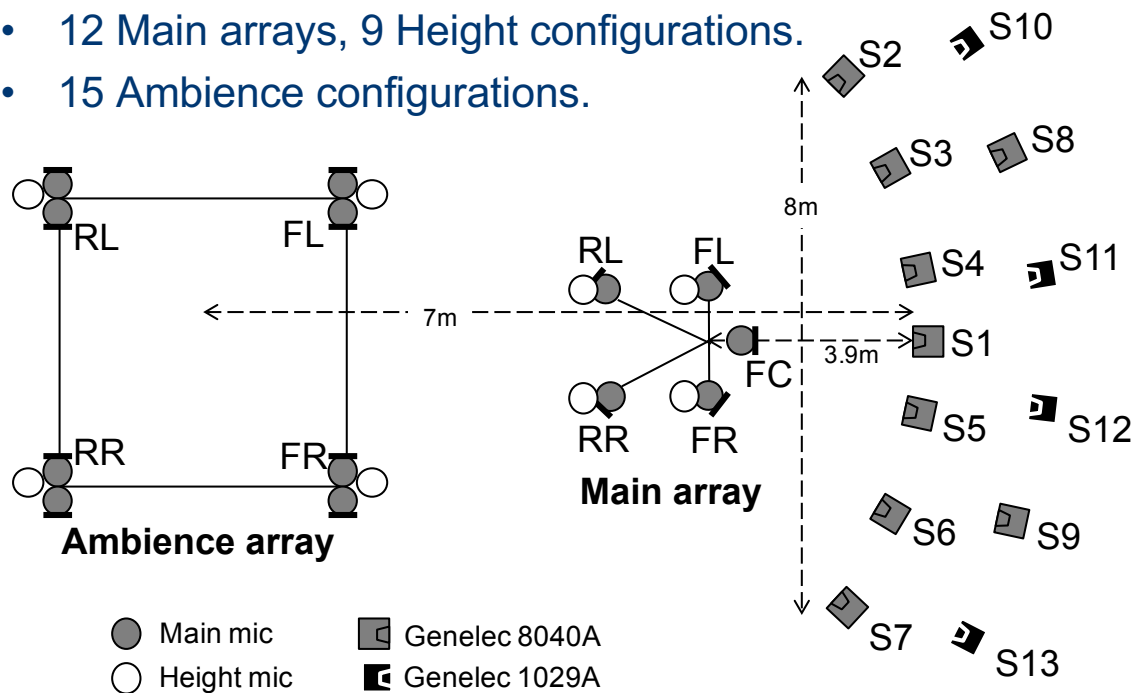 • 12 Main arrays, 9 Height configurations.
• 15 Ambience configurations.
S10
S2
S3
S8
8m
RL
FL
RL
FL
S4
S11
7m
S1
3.9m
FC
RR
FR
S5
S12
RR
FR
Main array
S6
S9
Ambience array
S7
S13
Main mic
Genelec 8040A
Height mic
Genelec 1029A